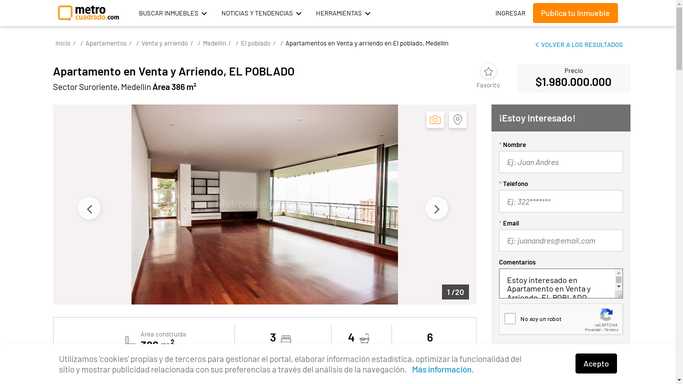 metro
cuadrado.com
BUSCAR INMUEBLES
NOTICIAS Y TENDENCIAS
HERRAMIENTAS
INGRESAR
Publica tu Inmueble
Inicio / / Apartamentos / / Venta y arriendo / / Medellín / / El poblado / Apartamentos en Venta y arriendo en El poblado, Medellín
< VOLVER A LOS RESULTADOS
Apartamento en Venta y Arriendo, EL POBLADO
Sector Suroriente, Medellín Área 386 m²
Favorito
Precio
$1.980.000.000
1 / 20
¡Estoy Interesado!
* Nombre
Ej: Juan Andres
* Teléfono
Ej: 322*******
* Email
Ej: juanandres@email.com
Comentarios
Estoy interesado en
Apartamento en Venta y
Arriendo, EL POBLADO
No soy un robot
reCAPTCHA
Privacidad - Términos
Área construida
3
4
6
Utilizamos 'cookies' propias y de terceros para gestionar el portal, elaborar información estadística, optimizar la funcionalidad del
sitio y mostrar publicidad relacionada con sus preferencias a través del análisis de la navegación. Más información.
Acepto